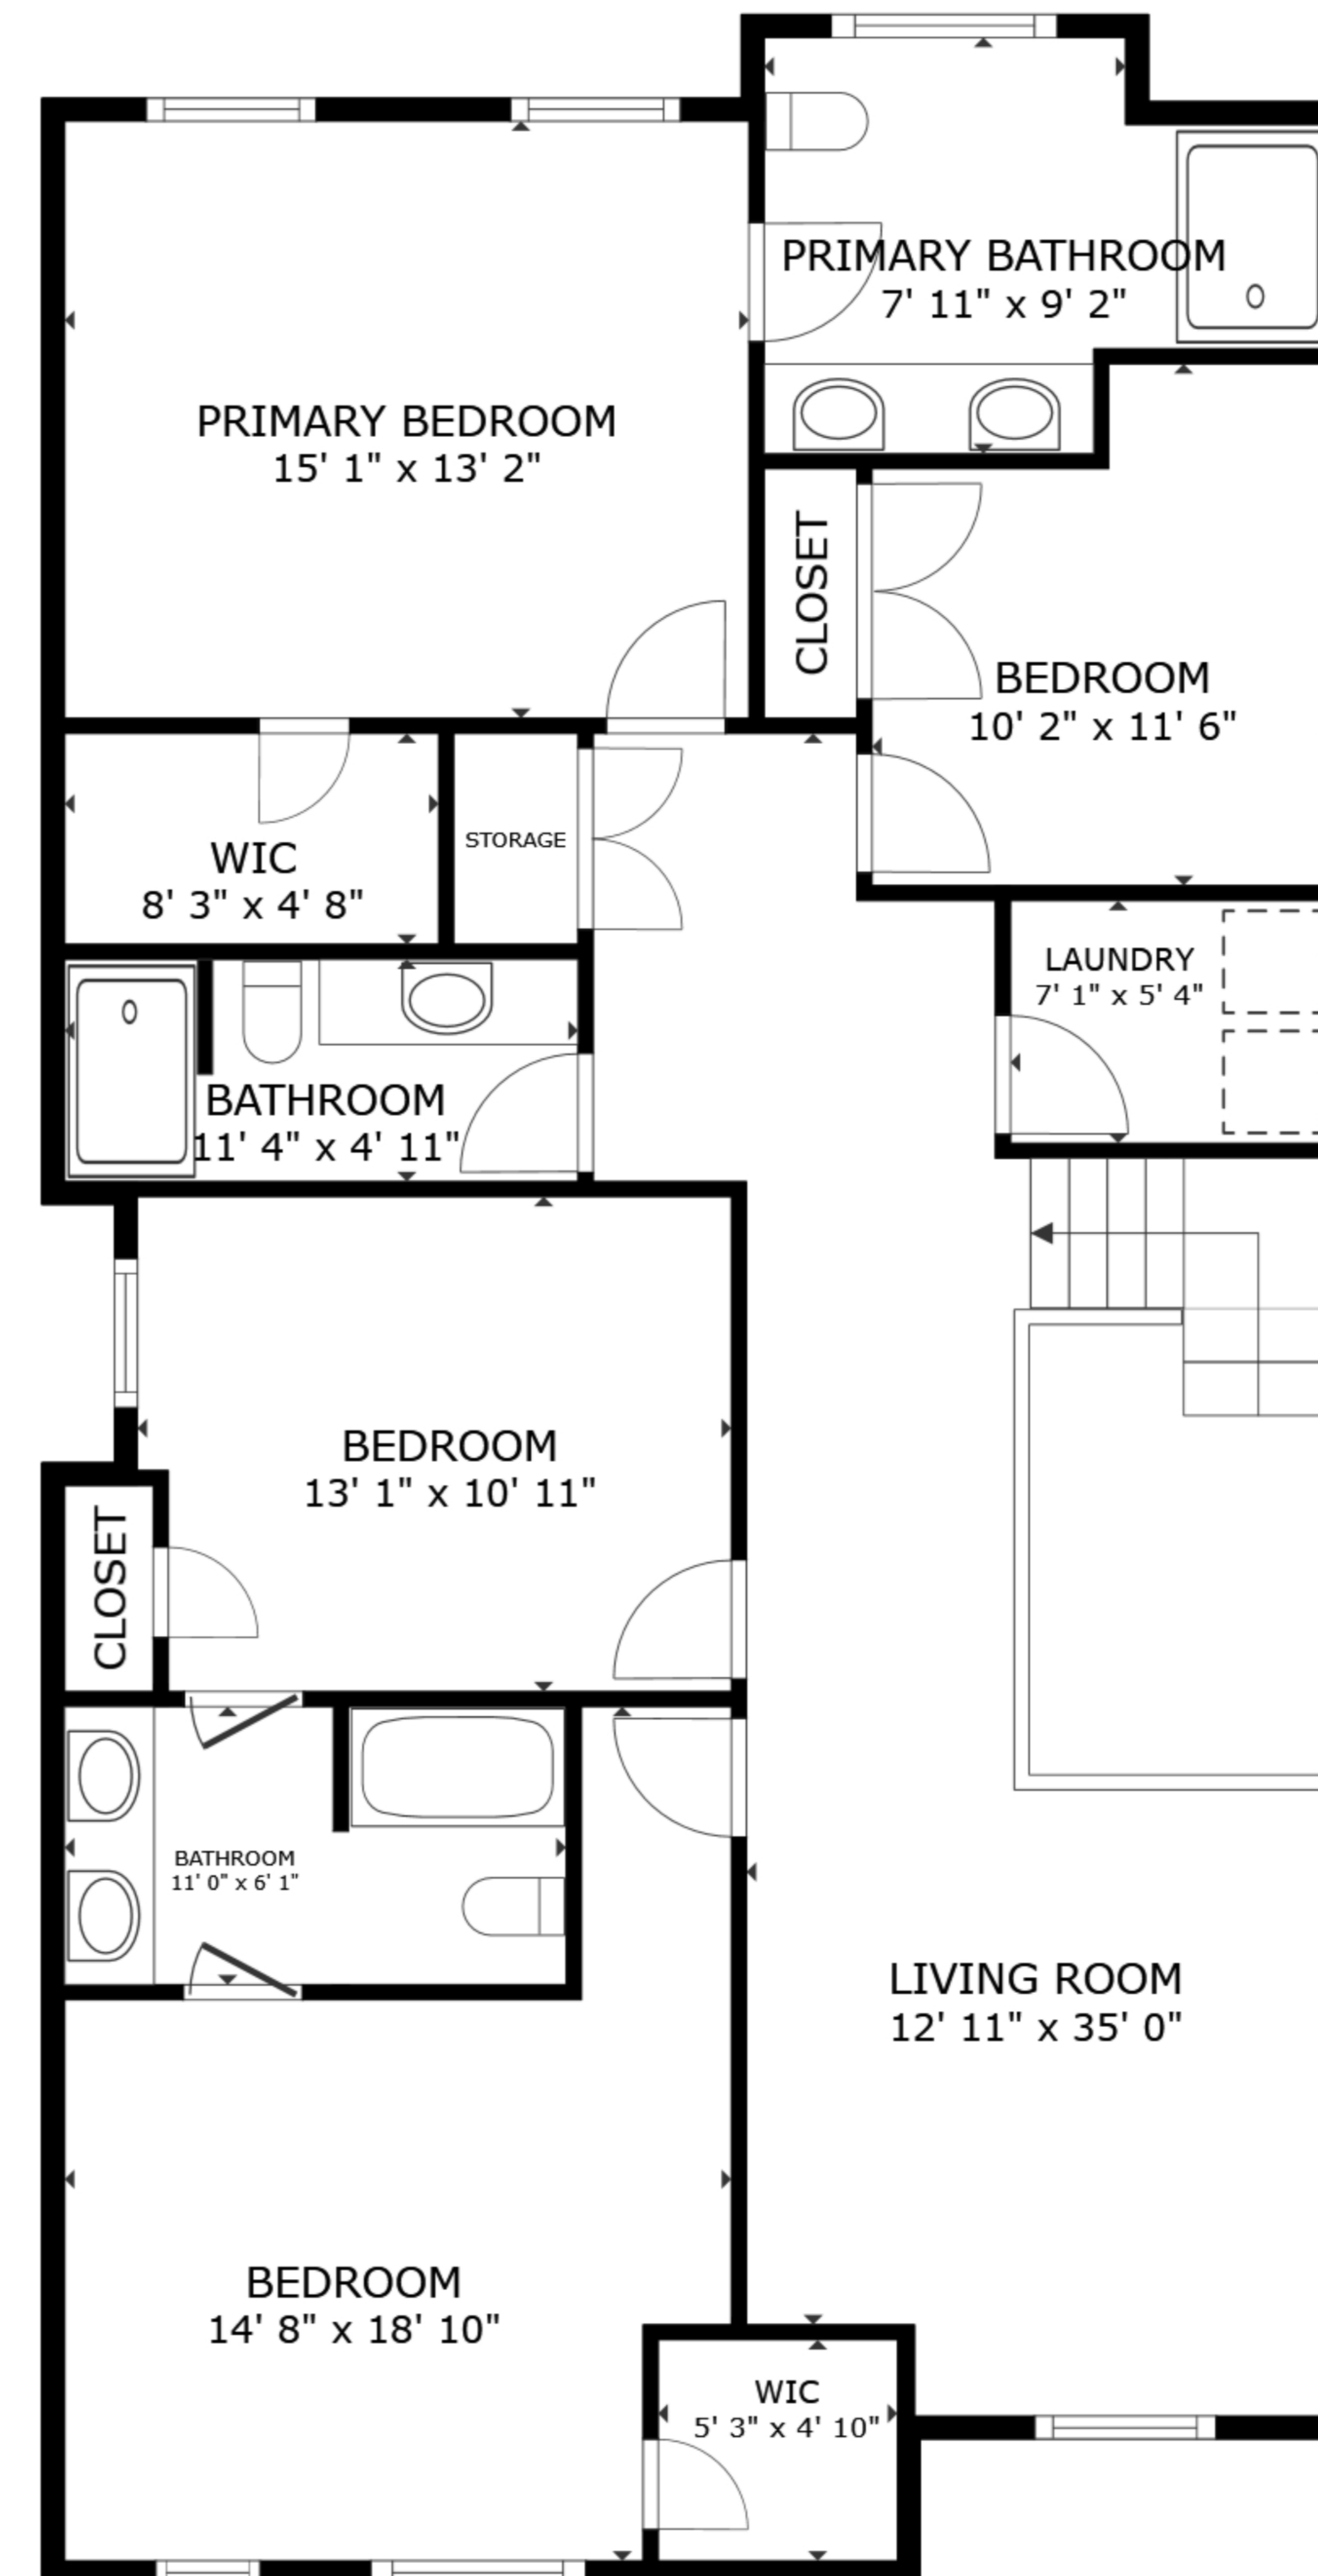 PRIMARY BATHROOM
7' 11" x 9' 2"
PRIMARY BEDROOM
15' 1" x 13' 2"
CLOSET
BEDROOM
10' 2" x 11' 6"
STORAGE
WIC
8' 3" x 4' 8"
LAUNDRY
7' 1" x 5' 4"
BATHROOM
11' 4" x 4' 11"
BEDROOM
13' 1" x 10' 11"
CLOSET
BATHROOM
11' 0" x 6' 1"
LIVING ROOM
12' 11" x 35' 0"
BEDROOM
14' 8" x 18' 10"
WIC
5' 3" x 4' 10"